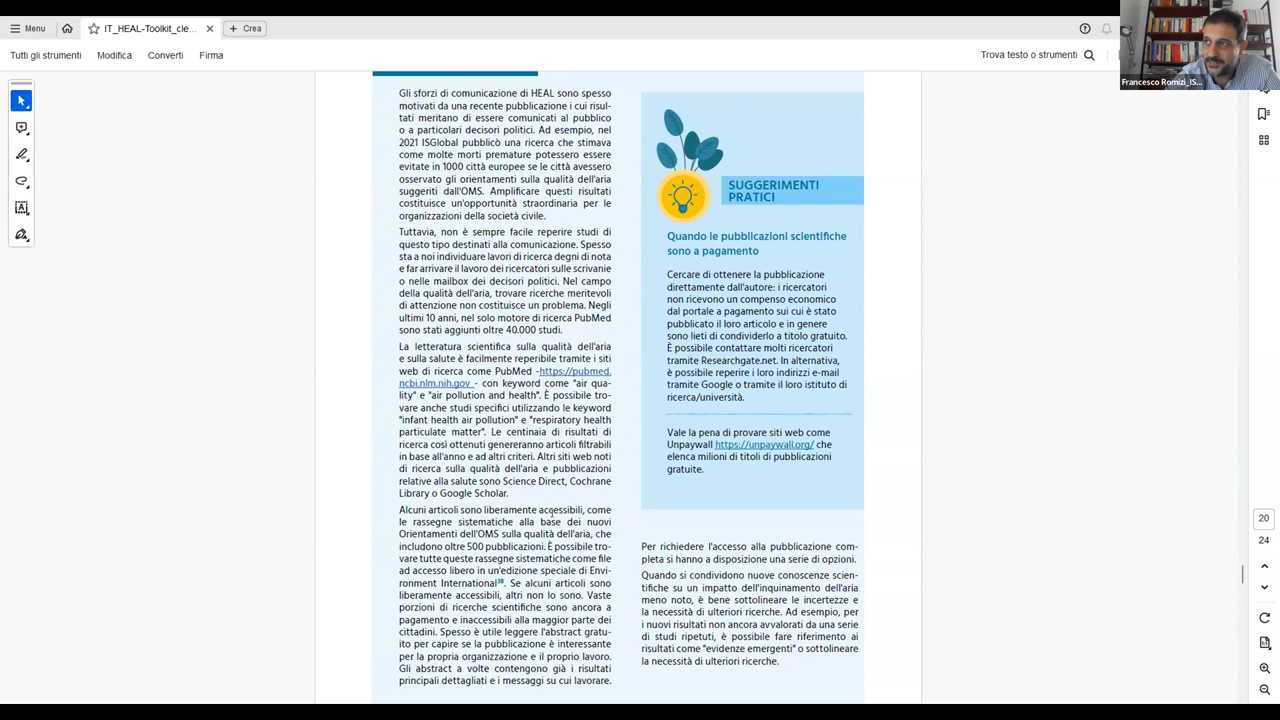 Menu
IT_HEAL-Toolkit_cle...
Crea
Tutti gli strumenti
Modifica
Converti
Firma
Trova testo o strumenti
Francesco Romizi_IS...
Gli sforzi di comunicazione di HEAL sono spesso
motivati da una recente pubblicazione i cui risul-
tati meritano di essere comunicati al pubblico
o a particolari decisori politici. Ad esempio, nel
2021 ISGlobal pubblicò una ricerca che stimava
come molte morti premature potessero essere
evitate in 1000 città europee se le città avessero
osservato gli orientamenti sulla qualità dell'aria
suggeriti dall'OMS. Amplificare questi risultati
costituisce un'opportunità straordinaria per le
organizzazioni della società civile.
Tuttavia, non è sempre facile reperire studi di
questo tipo destinati alla comunicazione. Spesso
sta a noi individuare lavori di ricerca degni di nota
e far arrivare il lavoro dei ricercatori sulle scrivanie
o nelle mailbox dei decisori politici. Nel campo
della qualità dell'aria, trovare ricerche meritevoli
di attenzione non costituisce un problema. Negli
ultimi 10 anni, nel solo motore di ricerca PubMed
sono stati aggiunti oltre 40.000 studi.
La letteratura scientifica sulla qualità dell'aria
e sulla salute è facilmente reperibile tramite i siti
web di ricerca come PubMed -https://pubmed.
ncbi.nlm.nih.gov - con keyword come "air qua-
lity" e "air pollution and health". È possibile tro-
vare anche studi specifici utilizzando le keyword
"infant health air pollution" e "respiratory health
particulate matter". Le centinaia di risultati di
ricerca così ottenuti genereranno articoli filtrabili
in base all'anno e ad altri criteri. Altri siti web noti
di ricerca sulla qualità dell'aria e pubblicazioni
relative alla salute sono Science Direct, Cochrane
Library o Google Scholar.
Alcuni articoli sono liberamente accessibili, come
le rassegne sistematiche alla base dei nuovi
Orientamenti dell'OMS sulla qualità dell'aria, che
includono oltre 500 pubblicazioni. È possibile tro-
vare tutte queste rassegne sistematiche come file
ad accesso libero in un'edizione speciale di Envi-
ronment International³⁸. Se alcuni articoli sono
liberamente accessibili, altri non lo sono. Vaste
porzioni di ricerche scientifiche sono ancora a
pagamento e inaccessibili alla maggior parte dei
cittadini. Spesso è utile leggere l'abstract gratu-
ito per capire se la pubblicazione è interessante
per la propria organizzazione e il proprio lavoro.
Gli abstract a volte contengono già i risultati
principali dettagliati e i messaggi su cui lavorare.
SUGGERIMENTI
PRATICI
Quando le pubblicazioni scientifiche
sono a pagamento
Cercare di ottenere la pubblicazione
direttamente dall'autore: i ricercatori
non ricevono un compenso economico
dal portale a pagamento sui cui è stato
pubblicato il loro articolo e in genere
sono lieti di condividerlo a titolo gratuito.
È possibile contattare molti ricercatori
tramite Researchgate.net. In alternativa,
è possibile reperire i loro indirizzi e-mail
tramite Google o tramite il loro istituto di
ricerca/università.
Vale la pena di provare siti web come
Unpaywall https://unpaywall.org/ che
elenca milioni di titoli di pubblicazioni
gratuite.
Per richiedere l'accesso alla pubblicazione com-
pleta si hanno a disposizione una serie di opzioni.
Quando si condividono nuove conoscenze scien-
tifiche su un impatto dell'inquinamento dell'aria
meno noto, è bene sottolineare le incertezze e
la necessità di ulteriori ricerche. Ad esempio, per
i nuovi risultati non ancora avvalorati da una serie
di studi ripetuti, è possibile fare riferimento ai
risultati come "evidenze emergenti" o sottolineare
la necessità di ulteriori ricerche.
20
24